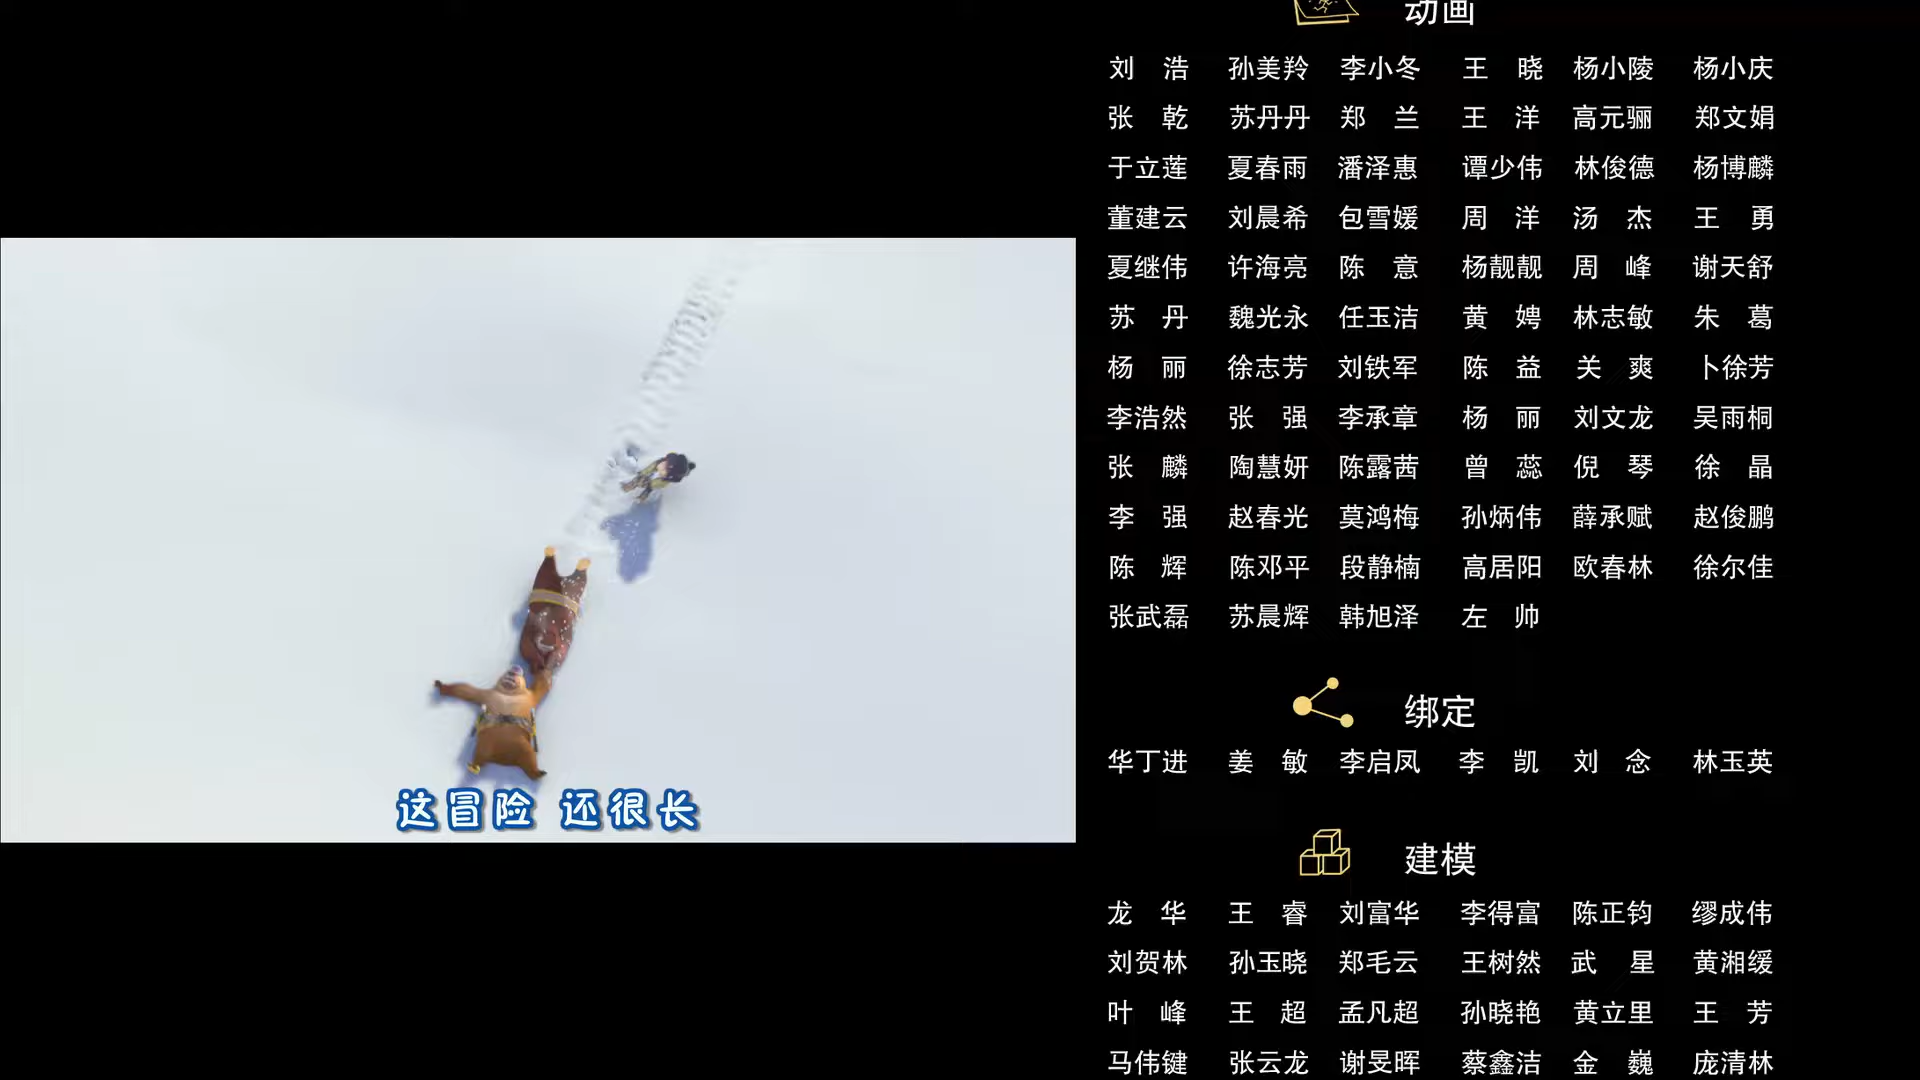 动画
刘 浩 孙美羚 李小冬 王 晓 杨小陵 杨小庆
张 乾 苏丹丹 郑 兰 王 洋 高元骊 郑文娟
于立莲 夏春雨 潘泽惠 谭少伟 林俊德 杨博麟
董建云 刘晨希 包雪媛 周 洋 汤 杰 王 勇
夏继伟 许海亮 陈 意 杨靓靓 周 峰 谢天舒
苏 丹 魏光永 任玉洁 黄 娉 林志敏 朱 葛
杨 丽 徐志芳 刘铁军 陈 益 关 爽 卜徐芳
李浩然 张 强 李承章 杨 丽 刘文龙 吴雨桐
张 麟 陶慧妍 陈露茜 曾 蕊 倪 琴 徐 晶
李 强 赵春光 莫鸿梅 孙炳伟 薛承赋 赵俊鹏
陈 辉 陈邓平 段静楠 高居阳 欧春林 徐尔佳
张武磊 苏晨辉 韩旭泽 左 帅
绑定
华丁进 姜 敏 李启凤 李 凯 刘 念 林玉英
建模
龙 华 王 睿 刘富华 李得富 陈正钧 缪成伟
刘贺林 孙玉晓 郑毛云 王树然 武 星 黄湘缓
叶 峰 王 超 孟凡超 孙晓艳 黄立里 王 芳
马伟键 张云龙 谢旻晖 蔡鑫洁 金 巍 庞清林
这冒险 还很长